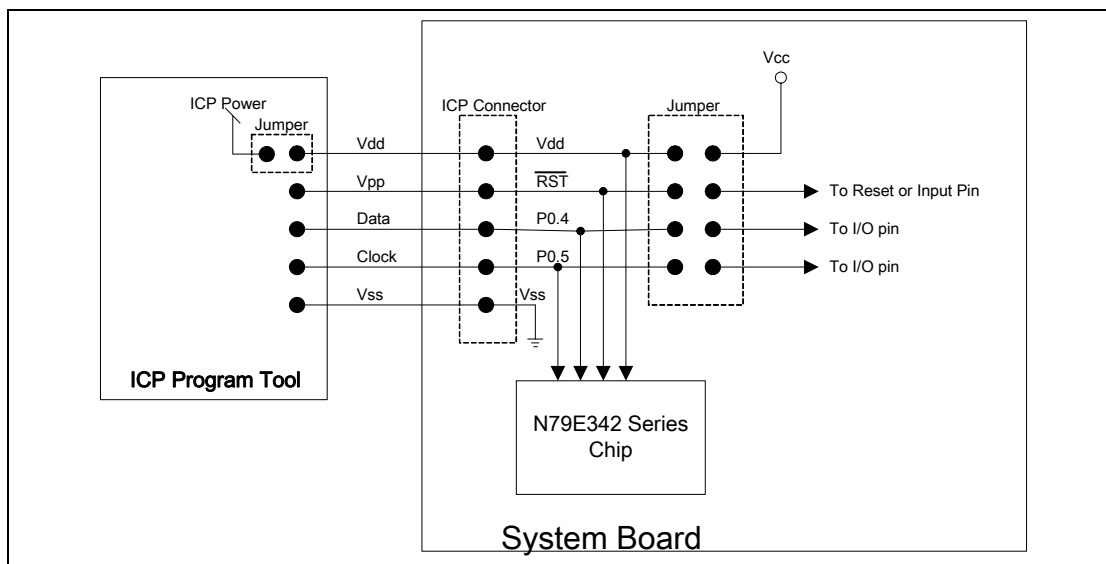 Vcc
ICP Power
Jumper
ICP Connector
Jumper
Vdd
Vdd
Vpp
RST
To Reset or Input Pin
Data
P0.4
To I/O pin
Clock
P0.5
To I/O pin
Vss
Vss
ICP Program Tool
N79E342 Series
Chip
System Board